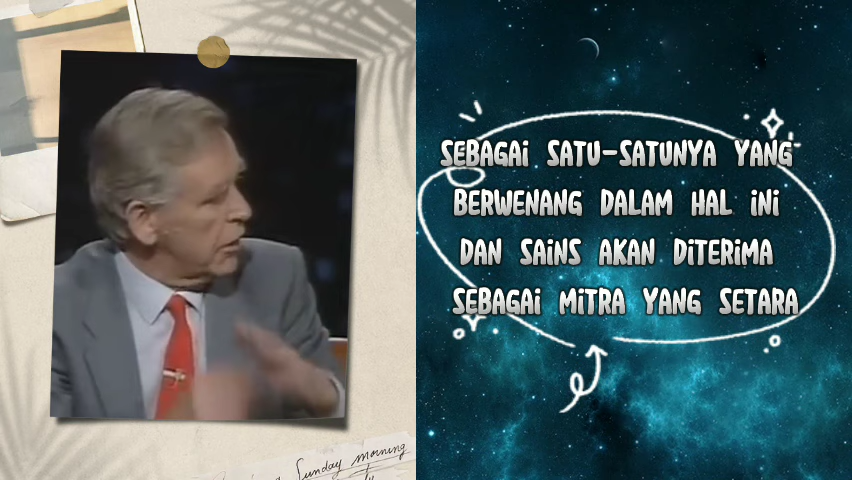 SEBAGAI SATU-SATUNYA YANG
BERWENANG DALAM HAL INI
DAN SAINS AKAN DITERIMA
SEBAGAI MITRA YANG SETARA
Sunday morning